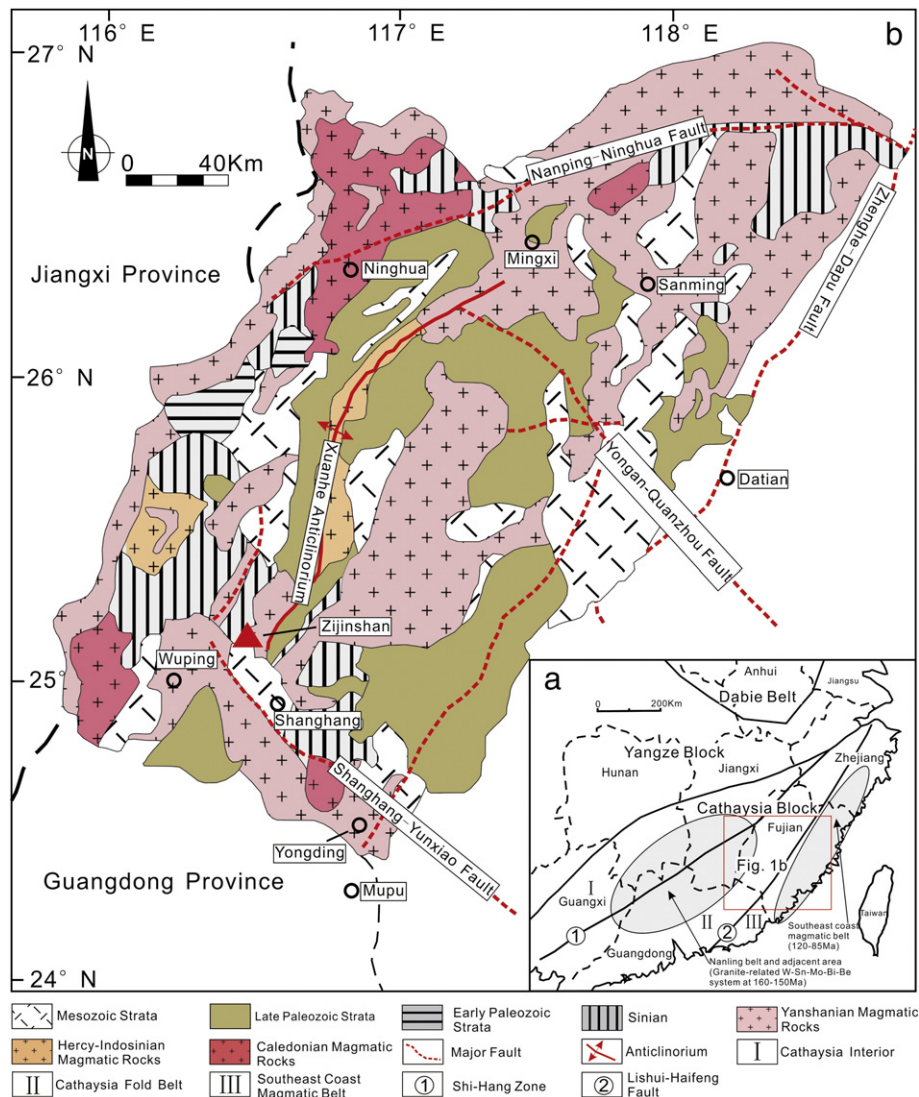 116° E
117° E
118° E
b
27° N
N
0 40Km
Nanping-Ninghua Fault
Zhenghe-Dapu Fault
Jiangxi Province
Ninghua
Mingxi
Sanming
26° N
Xuanhe Anticlinorium
Yongan-Quanzhou Fault
Datian
Zijinshan
Wuping
25° N
Shanghang
Shanghang-Yunxiao Fault
Yongding
Guangdong Province
Mupu
24° N
a
Anhui
Jiangsu
Dabie Belt
0 200Km
Yangze Block
Zhejiang
Hunan
Jiangxi
Cathaysia Block
Fujian
Fig. 1b
I
Guangxi
Taiwan
II
III
1
2
Southeast coast
magmatic belt
(120-85Ma)
Guangdong
Nanling belt and adjacent area
(Granite-related W-Sn-Mo-Bi-Be
system at 160-150Ma)
Mesozoic Strata
Late Paleozoic Strata
Early Paleozoic
Strata
Sinian
Yanshanian Magmatic
Rocks
Hercy-Indosinian
Magmatic Rocks
Caledonian Magmatic
Rocks
Major Fault
Anticlinorium
I Cathaysia Interior
II Cathaysia Fold Belt
III Southeast Coast
Magmatic Belt
① Shi-Hang Zone
② Lishui-Haifeng
Fault